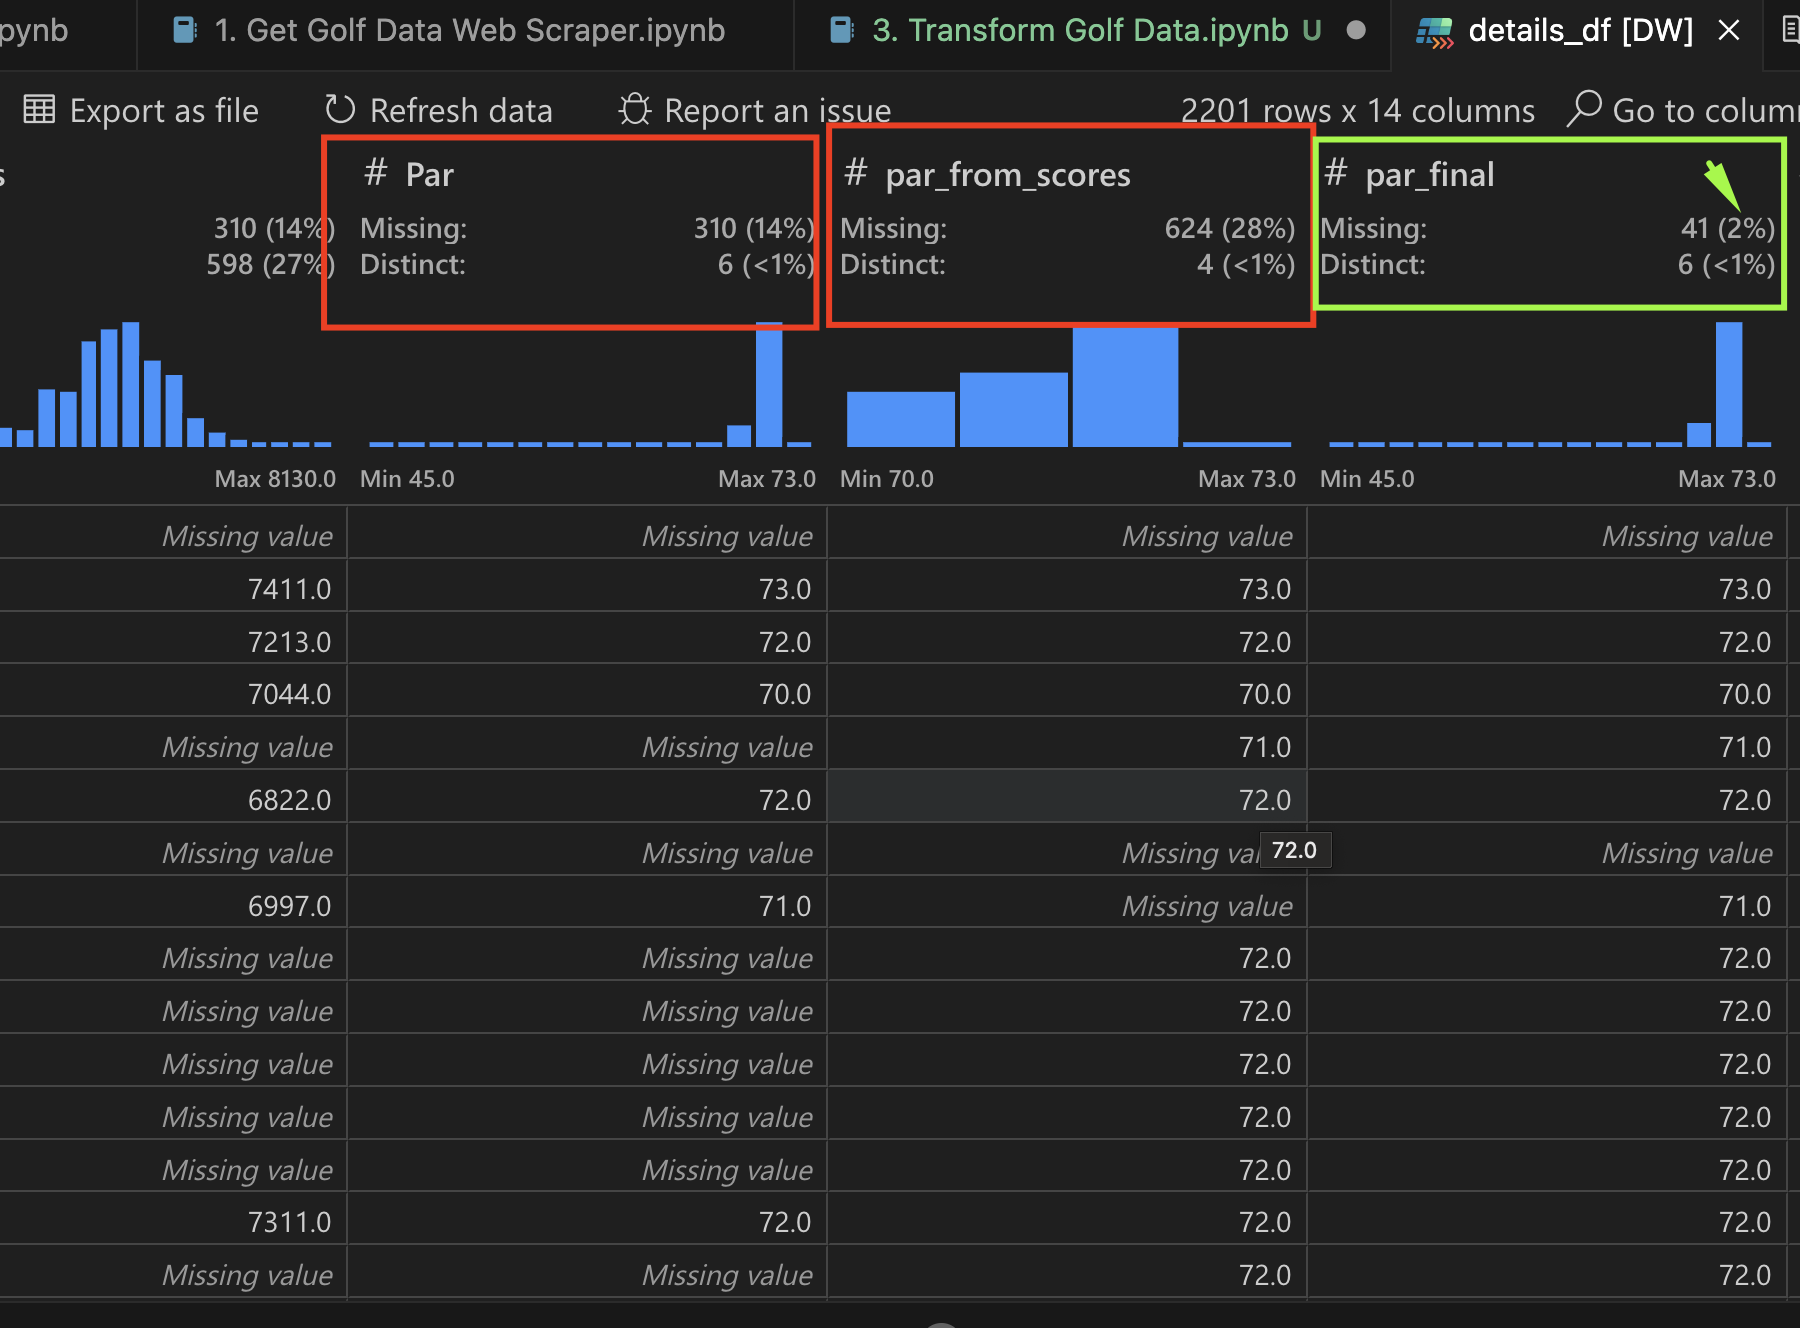 pynb
1. Get Golf Data Web Scraper.ipynb
3. Transform Golf Data.ipynb U
details_df [DW]
Export as file
Refresh data
Report an issue
2201 rows x 14 columns
Go to colum
s
310 (14%)
598 (27%)
# Par
Missing: 310 (14%)
Distinct: 6 (<1%)
# par_from_scores
Missing: 624 (28%)
Distinct: 4 (<1%)
# par_final
Missing: 41 (2%)
Distinct: 6 (<1%)
Max 8130.0 Min 45.0 Max 73.0 Min 70.0 Max 73.0 Min 45.0 Max 73.0
Missing value Missing value Missing value Missing value
7411.0 73.0 73.0 73.0
7213.0 72.0 72.0 72.0
7044.0 70.0 70.0 70.0
Missing value Missing value 71.0 71.0
6822.0 72.0 72.0 72.0
Missing value Missing value Missing val 72.0 Missing value
6997.0 71.0 Missing value 71.0
Missing value Missing value 72.0 72.0
Missing value Missing value 72.0 72.0
Missing value Missing value 72.0 72.0
Missing value Missing value 72.0 72.0
Missing value Missing value 72.0 72.0
7311.0 72.0 72.0 72.0
Missing value Missing value 72.0 72.0